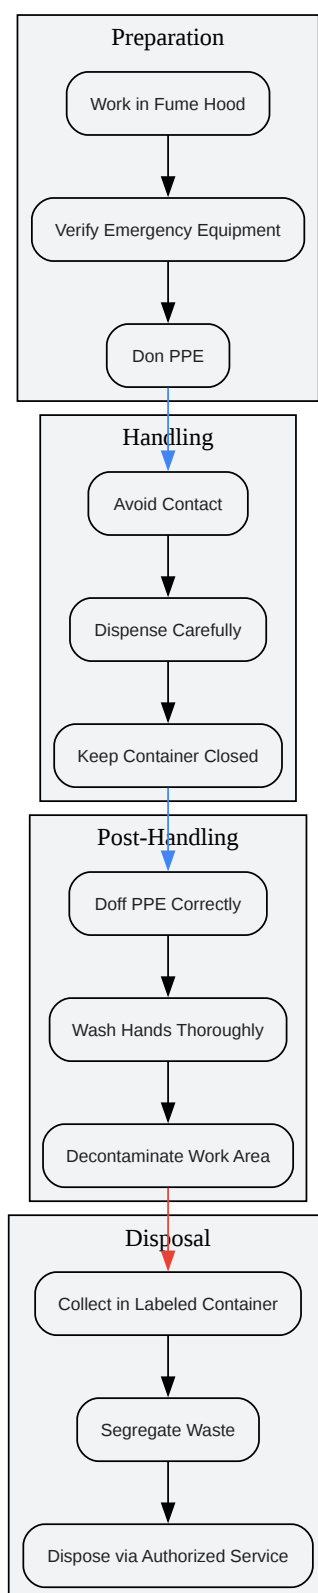 Preparation
Work in Fume Hood
Verify Emergency Equipment
Don PPE
Handling
Avoid Contact
Dispense Carefully
Keep Container Closed
Post-Handling
Doff PPE Correctly
Wash Hands Thoroughly
Decontaminate Work Area
Disposal
Collect in Labeled Container
Segregate Waste
Dispose via Authorized Service